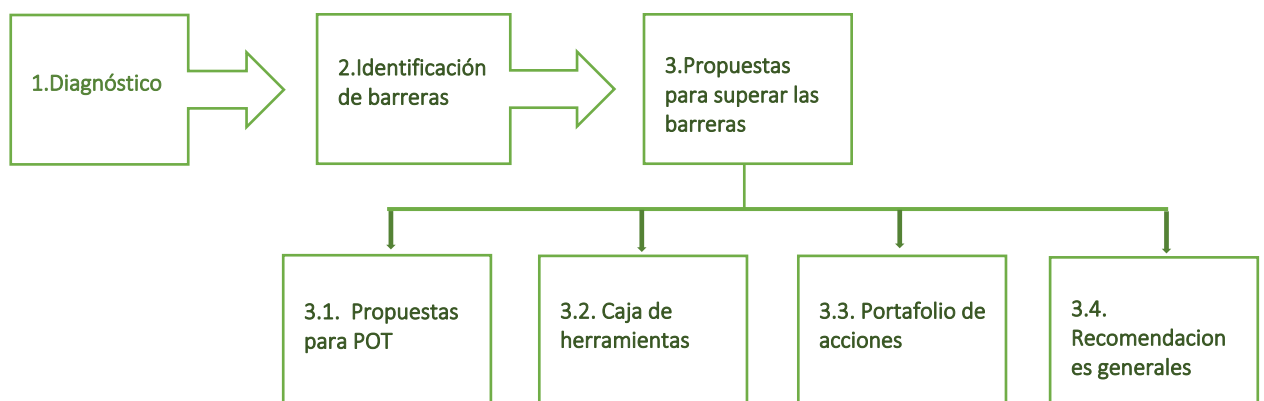 1.Diagnóstico
2.Identificación
de barreras
3.Propuestas
para superar las
barreras
3.1.  Propuestas
para POT
3.2. Caja de
herramientas
3.3. Portafolio de
acciones
3.4.
Recomendacion
es generales